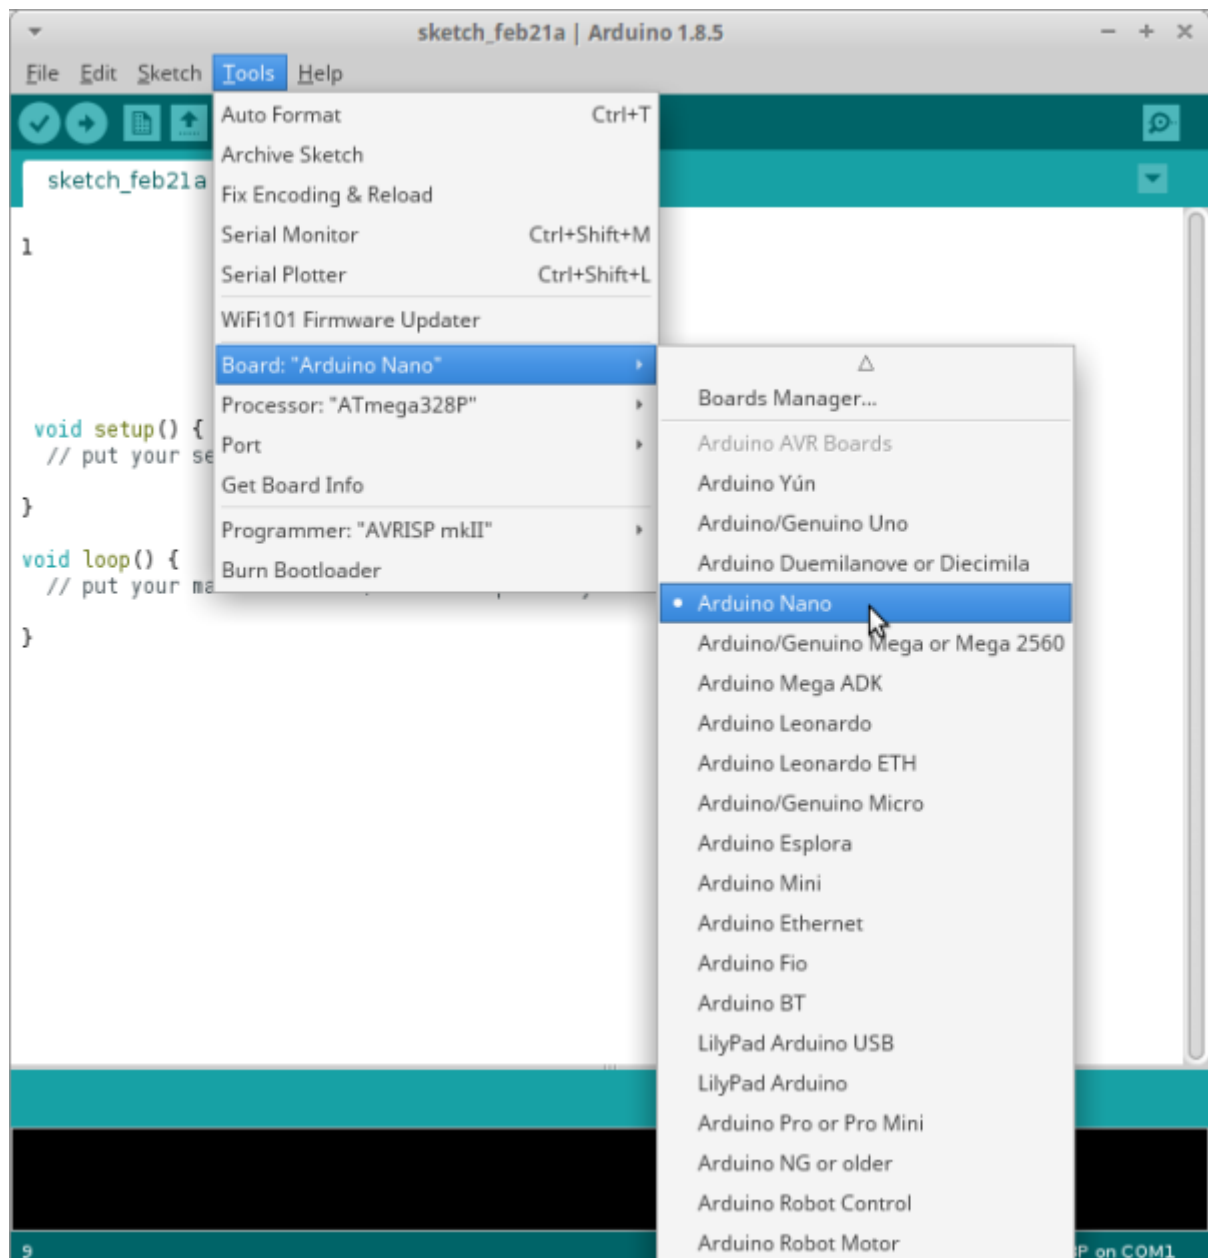 sketch_feb21a | Arduino 1.8.5
File Edit Sketch Tools Help
sketch_feb21a
Auto Format Ctrl+T
Archive Sketch
Fix Encoding & Reload
Serial Monitor Ctrl+Shift+M
Serial Plotter Ctrl+Shift+L
WiFi101 Firmware Updater
Board: "Arduino Nano"
Processor: "ATmega328P"
Port
Get Board Info
Programmer: "AVRISP mkII"
Burn Bootloader
Boards Manager...
Arduino AVR Boards
Arduino Yún
Arduino/Genuino Uno
Arduino Duemilanove or Diecimila
Arduino Nano
Arduino/Genuino Mega or Mega 2560
Arduino Mega ADK
Arduino Leonardo
Arduino Leonardo ETH
Arduino/Genuino Micro
Arduino Esplora
Arduino Mini
Arduino Ethernet
Arduino Fio
Arduino BT
LilyPad Arduino USB
LilyPad Arduino
Arduino Pro or Pro Mini
Arduino NG or older
Arduino Robot Control
Arduino Robot Motor
l
void setup() {
// put your se
}
void loop() {
// put your ma
}
9
P on COM1